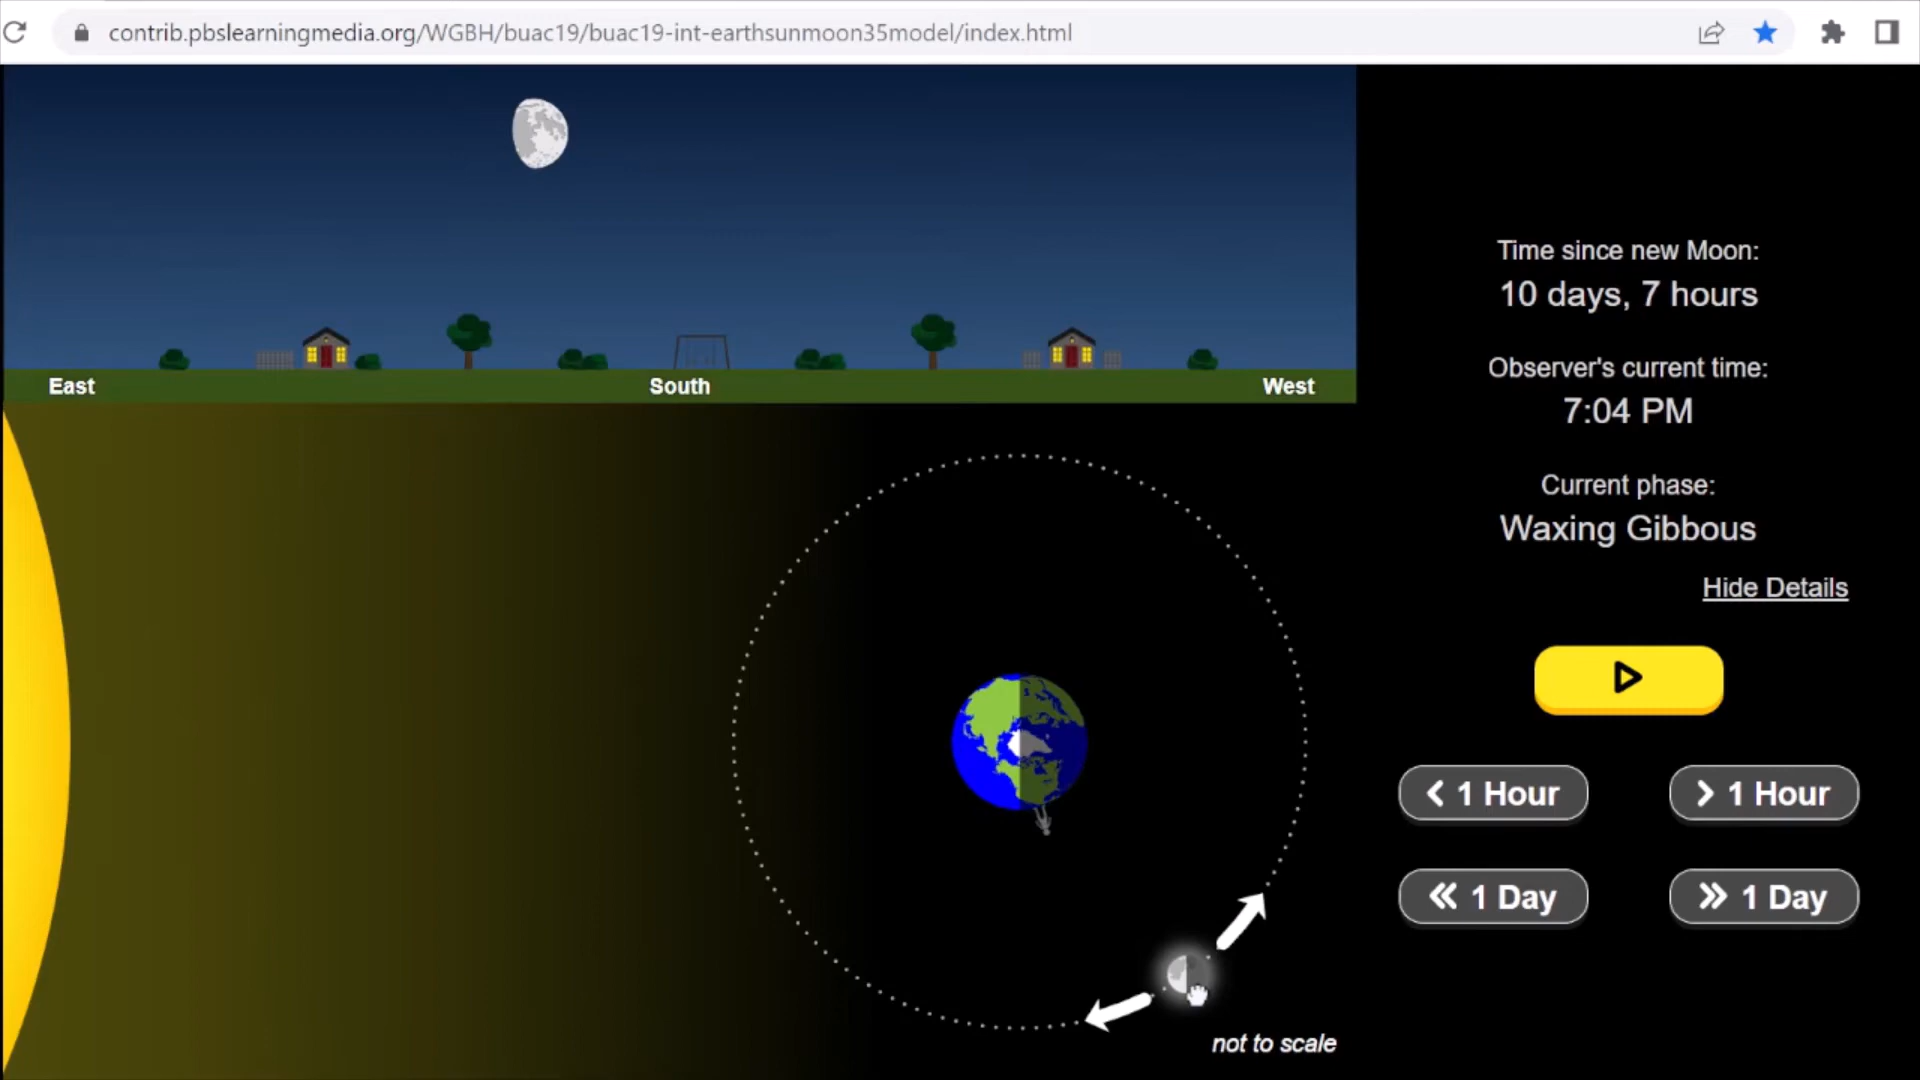 contrib.pbslearningmedia.org/WGBH/buac19/buac19-int-earthsunmoon35model/index.html
East
South
West
Time since new Moon:
10 days, 7 hours
Observer's current time:
7:04 PM
Current phase:
Waxing Gibbous
Hide Details
1 Hour
1 Hour
1 Day
1 Day
not to scale